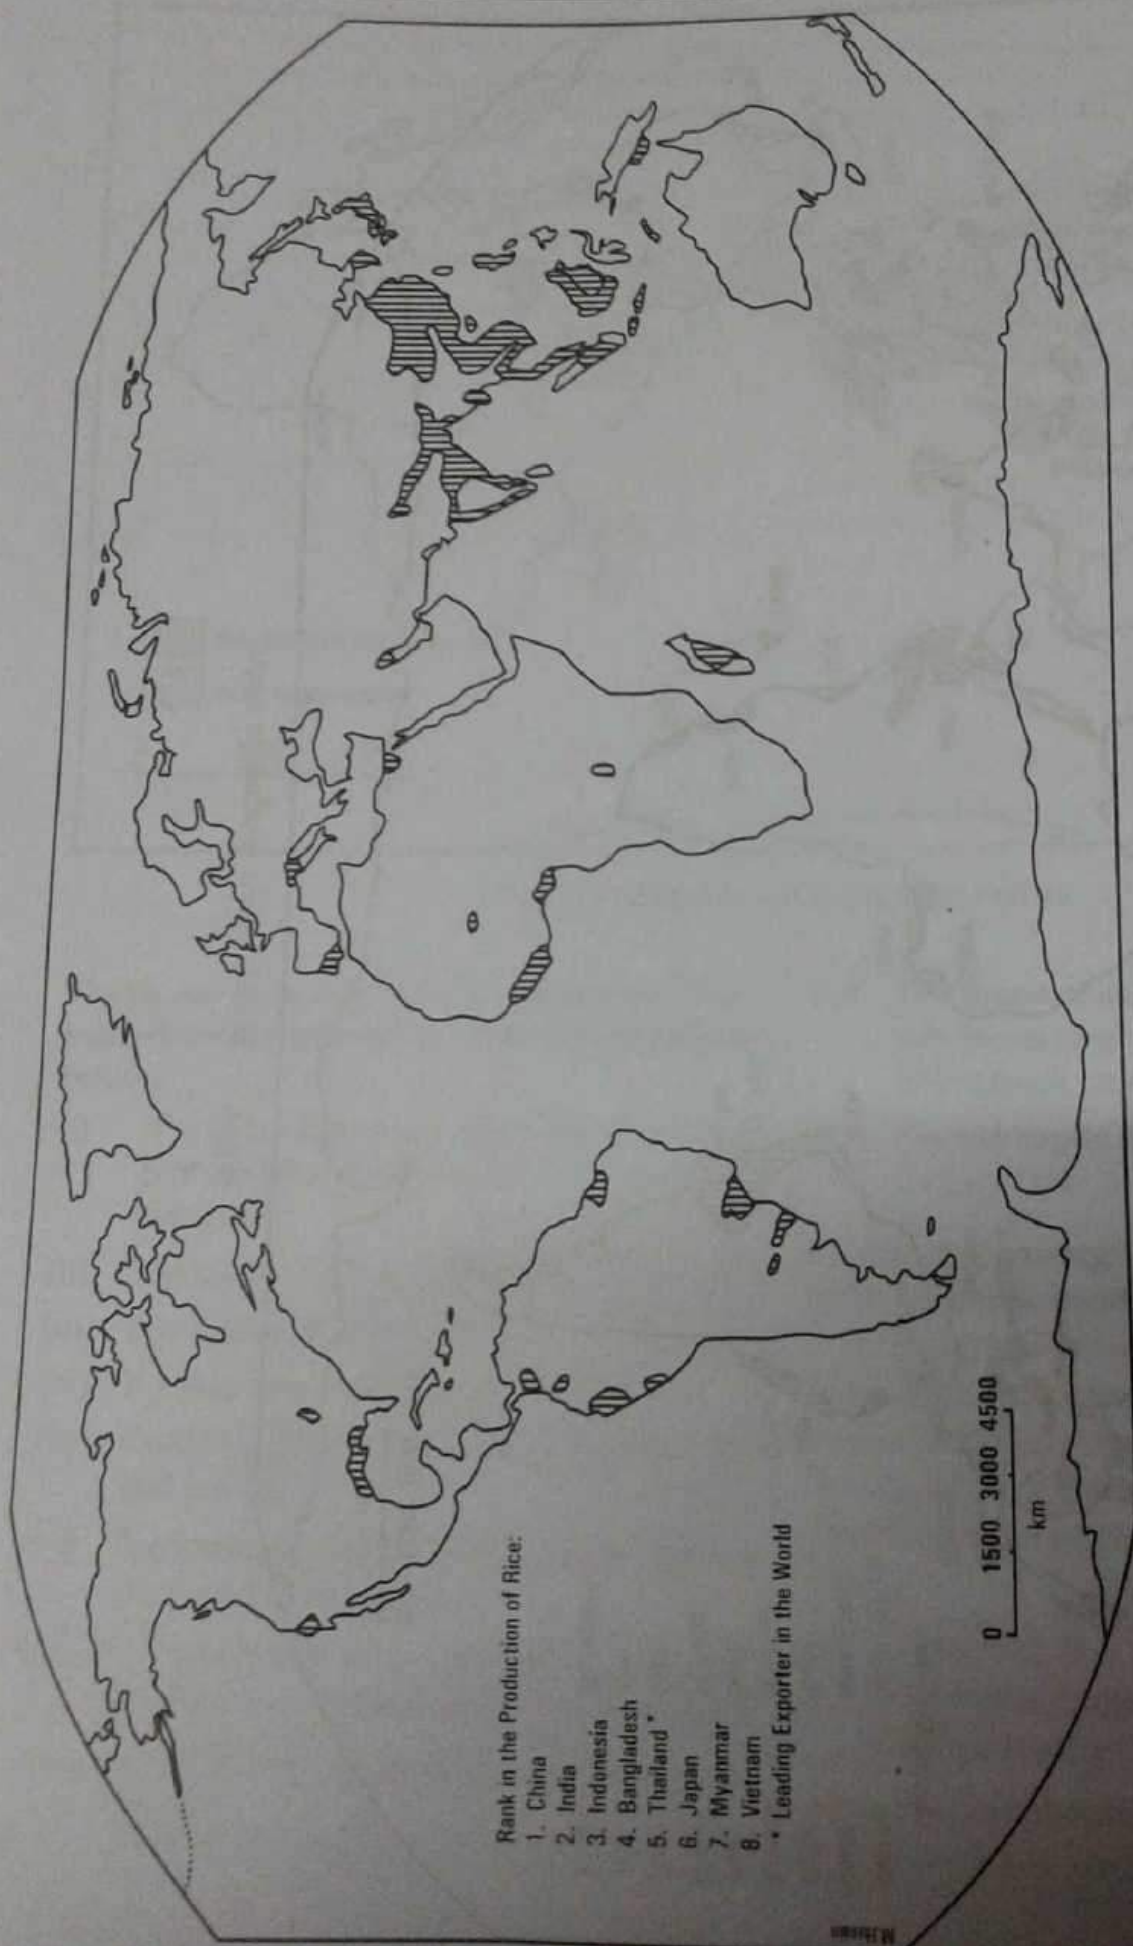 Rank in the Production of Rice:
1. China
2. India
3. Indonesia
4. Bangladesh
5. Thailand *
6. Japan
7. Myanmar
8. Vietnam
* Leading Exporter in the World
0 1500 3000 4500
km